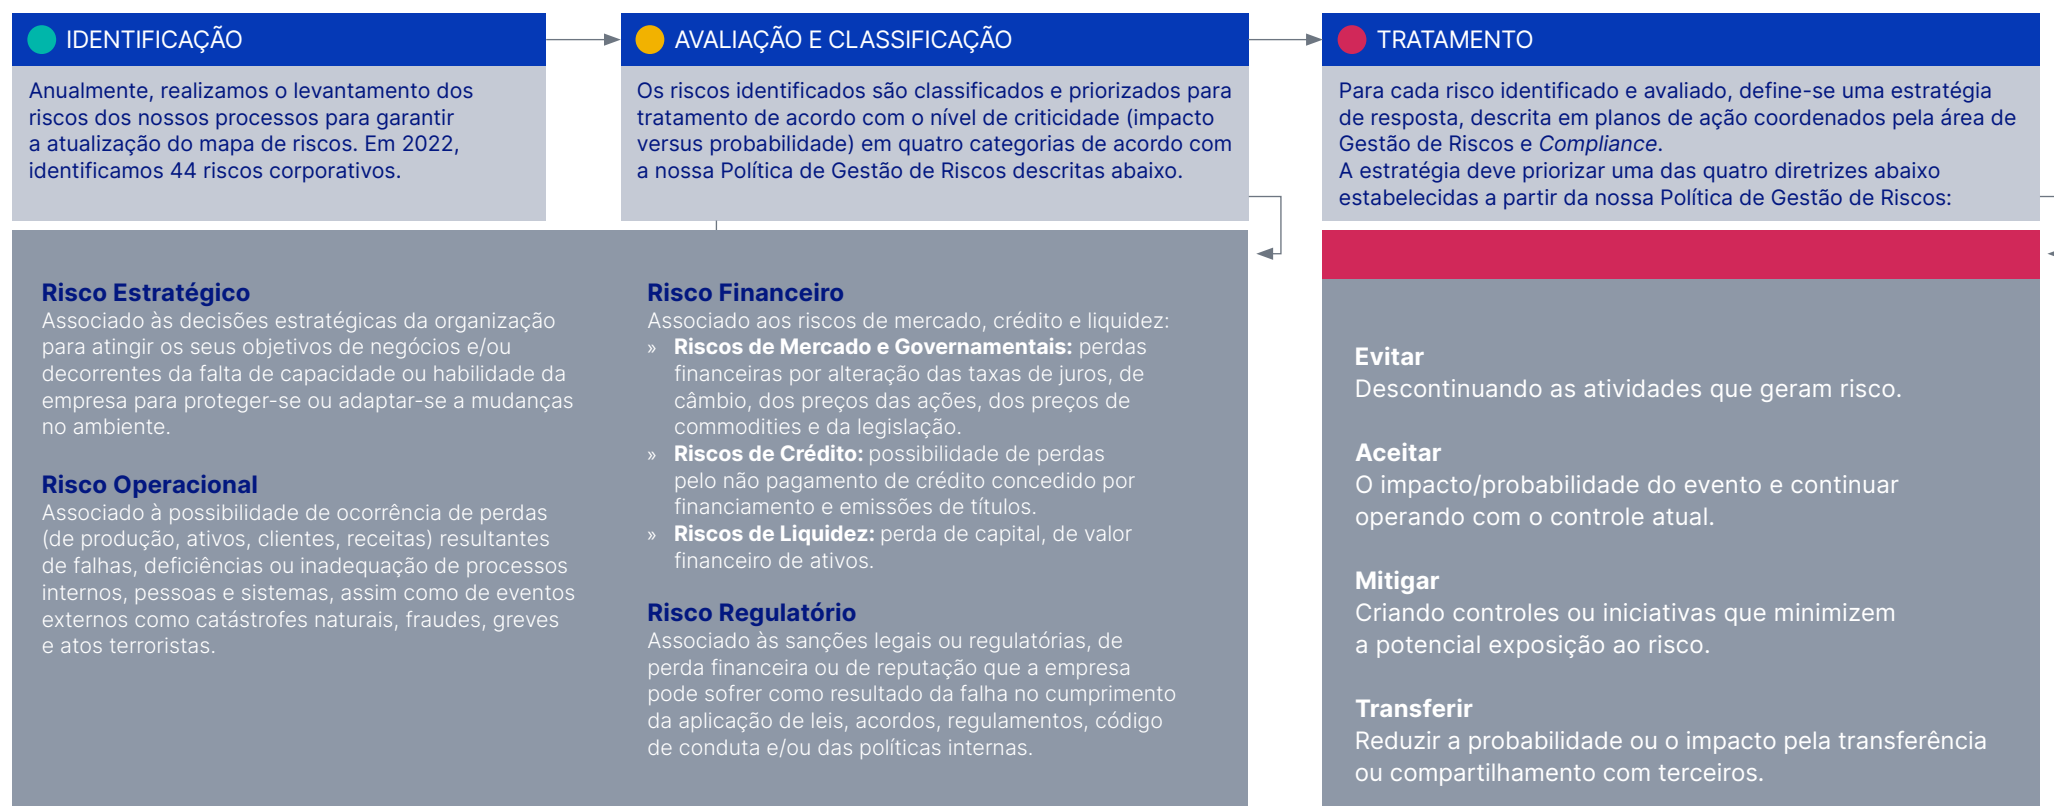 IDENTIFICAÇÃO
Anualmente, realizamos o levantamento dos
riscos dos nossos processos para garantir
a atualização do mapa de riscos. Em 2022,
identificamos 44 riscos corporativos.
AVALIAÇÃO E CLASSIFICAÇÃO
Os riscos identificados são classificados e priorizados para
tratamento de acordo com o nível de criticidade (impacto
versus probabilidade) em quatro categorias de acordo com
a nossa Política de Gestão de Riscos descritas abaixo.
TRATAMENTO
Para cada risco identificado e avaliado, define-se uma estratégia
de resposta, descrita em planos de ação coordenados pela área de
Gestão de Riscos e Compliance.
A estratégia deve priorizar uma das quatro diretrizes abaixo
estabelecidas a partir da nossa Política de Gestão de Riscos:
Risco Estratégico
Associado às decisões estratégicas da organização
para atingir os seus objetivos de negócios e/ou
decorrentes da falta de capacidade ou habilidade da
empresa para proteger-se ou adaptar-se a mudanças
no ambiente.
Risco Operacional
Associado à possibilidade de ocorrência de perdas
(de produção, ativos, clientes, receitas) resultantes
de falhas, deficiências ou inadequação de processos
internos, pessoas e sistemas, assim como de eventos
externos como catástrofes naturais, fraudes, greves
e atos terroristas.
Risco Financeiro
Associado aos riscos de mercado, crédito e liquidez:
» Riscos de Mercado e Governamentais: perdas
financeiras por alteração das taxas de juros, de
câmbio, dos preços das ações, dos preços de
commodities e da legislação.
» Riscos de Crédito: possibilidade de perdas
pelo não pagamento de crédito concedido por
financiamento e emissões de títulos.
» Riscos de Liquidez: perda de capital, de valor
financeiro de ativos.
Risco Regulatório
Associado às sanções legais ou regulatórias, de
perda financeira ou de reputação que a empresa
pode sofrer como resultado da falha no cumprimento
da aplicação de leis, acordos, regulamentos, código
de conduta e/ou das políticas internas.
Evitar
Descontinuando as atividades que geram risco.
Aceitar
O impacto/probabilidade do evento e continuar
operando com o controle atual.
Mitigar
Criando controles ou iniciativas que minimizem
a potencial exposição ao risco.
Transferir
Reduzir a probabilidade ou o impacto pela transferência
ou compartilhamento com terceiros.